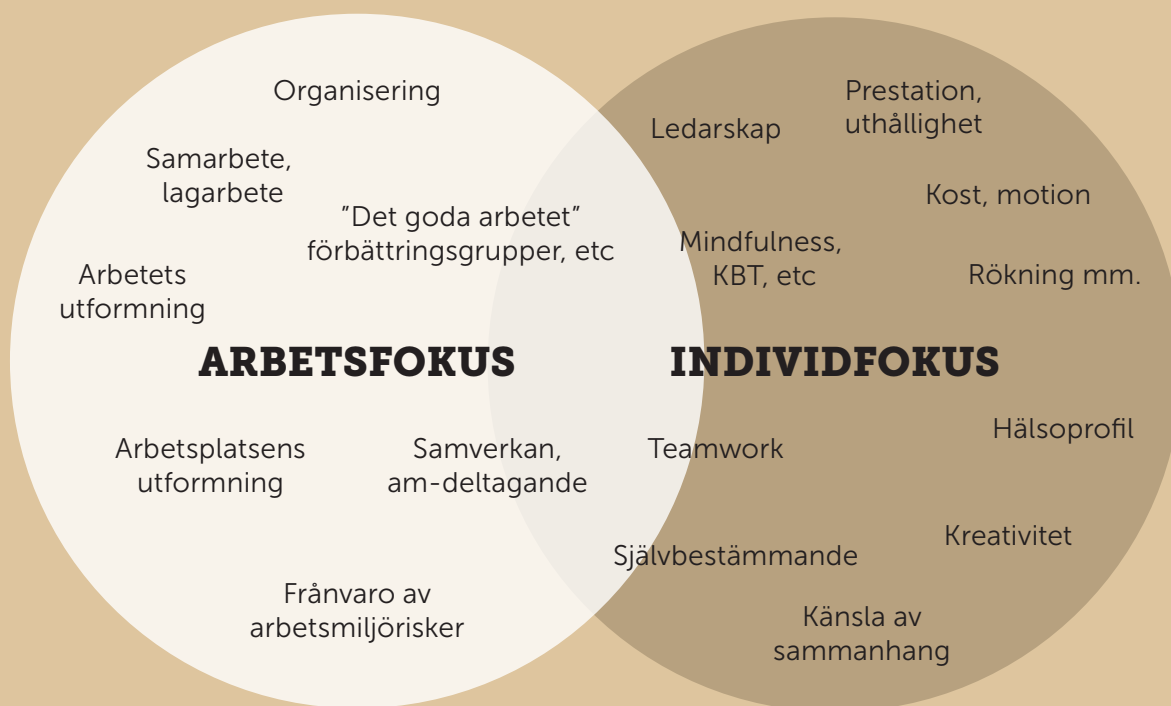 Organisering
Samarbete,
lagarbete
”Det goda arbetet”
förbättringsgrupper, etc
Arbetets
utformning
ARBETSFOKUS
Arbetsplatsens
utformning
Samverkan,
am-deltagande
Frånvaro av
arbetsmiljörisker
Ledarskap
Prestation,
uthållighet
Kost, motion
Mindfulness,
KBT, etc
Rökning mm.
INDIVIDFOKUS
Teamwork
Hälsoprofil
Självbestämmande
Kreativitet
Känsla av
sammanhang